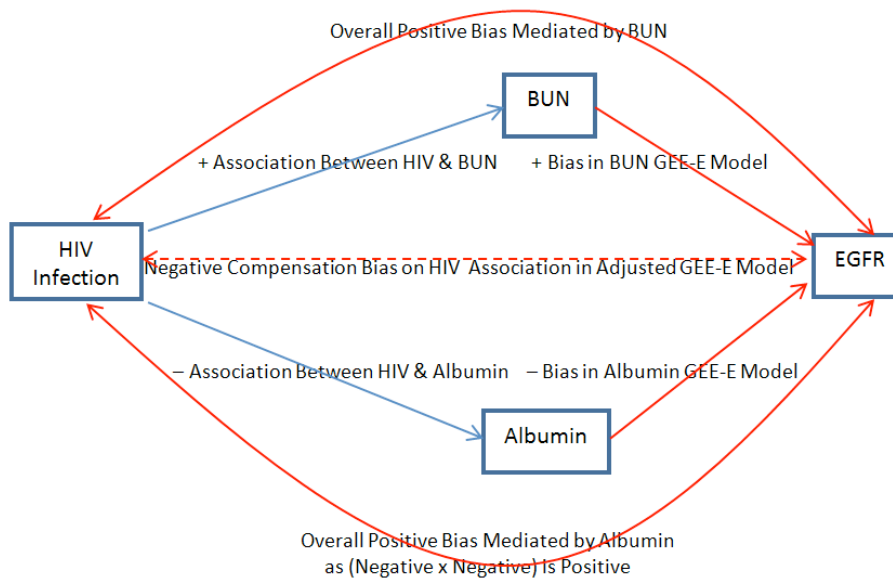 Overall Positive Bias Mediated by BUN
BUN
+ Association Between HIV & BUN
+ Bias in BUN GEE-E Model
HIV
Infection
Negative Compensation Bias on HIV Association in Adjusted GEE-E Model
EGFR
– Association Between HIV & Albumin
– Bias in Albumin GEE-E Model
Albumin
Overall Positive Bias Mediated by Albumin
as (Negative x Negative) is Positive